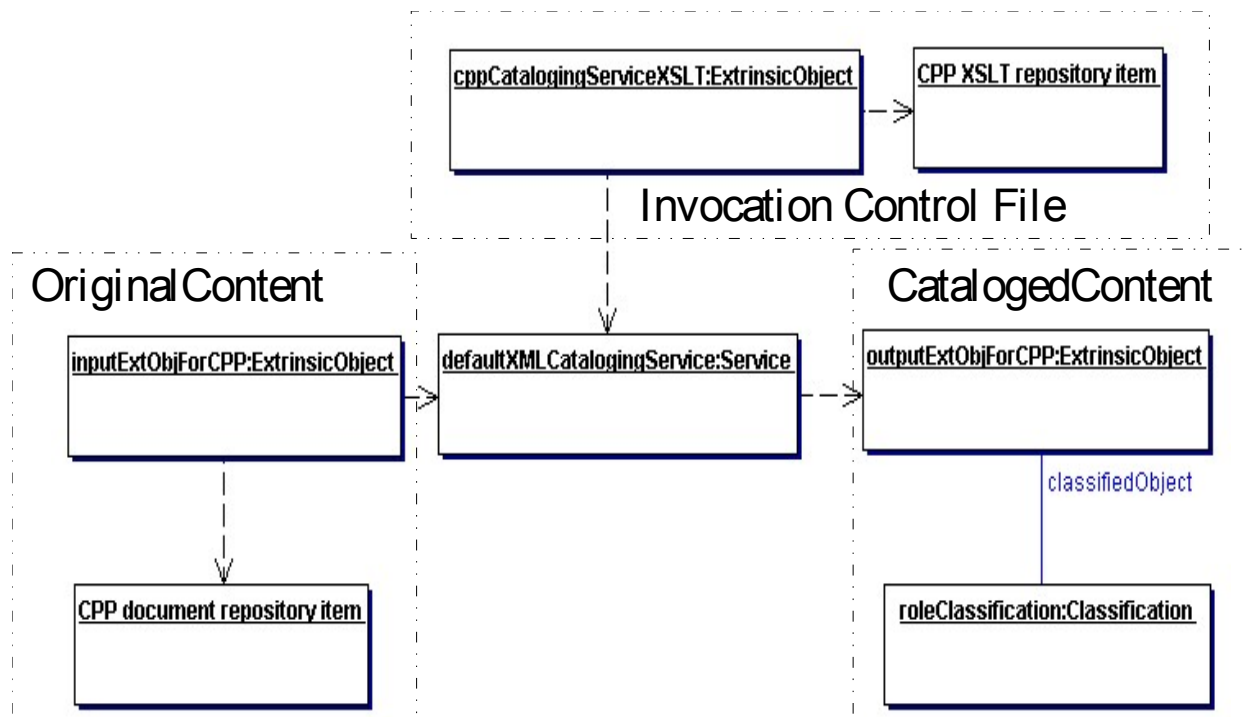 cppCatalogingServiceXSLT:ExtrinsicObject
CPP XSLT repository item
Invocation Control File
OriginalContent
CatalogedContent
inputExtObjForCPP:ExtrinsicObject
defaultXMLCatalogingService:Service
outputExtObjForCPP:ExtrinsicObject
classifiedObject
CPP document repository item
roleClassification:Classification